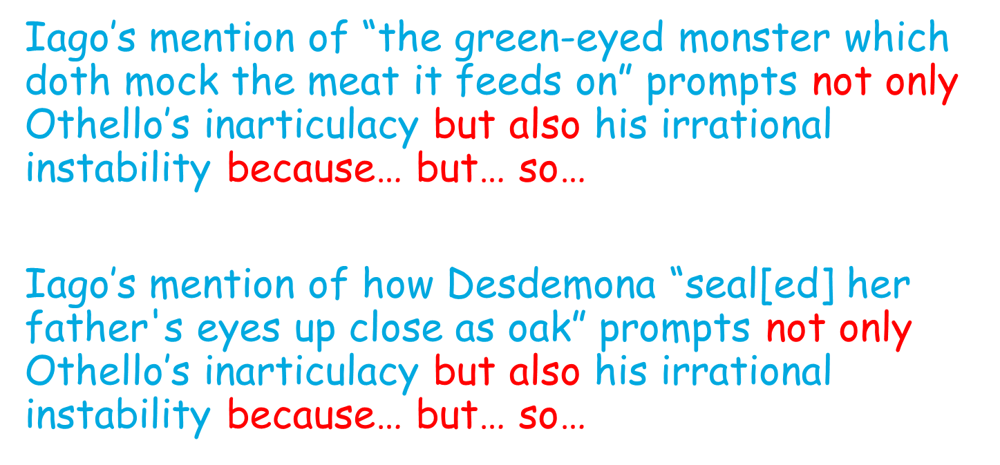 Iago’s mention of “the green-eyed monster which
doth mock the meat it feeds on” prompts not only
Othello’s inarticulacy but also his irrational
instability because… but… so…
Iago’s mention of how Desdemona “seal[ed] her
father's eyes up close as oak” prompts not only
Othello’s inarticulacy but also his irrational
instability because… but… so…